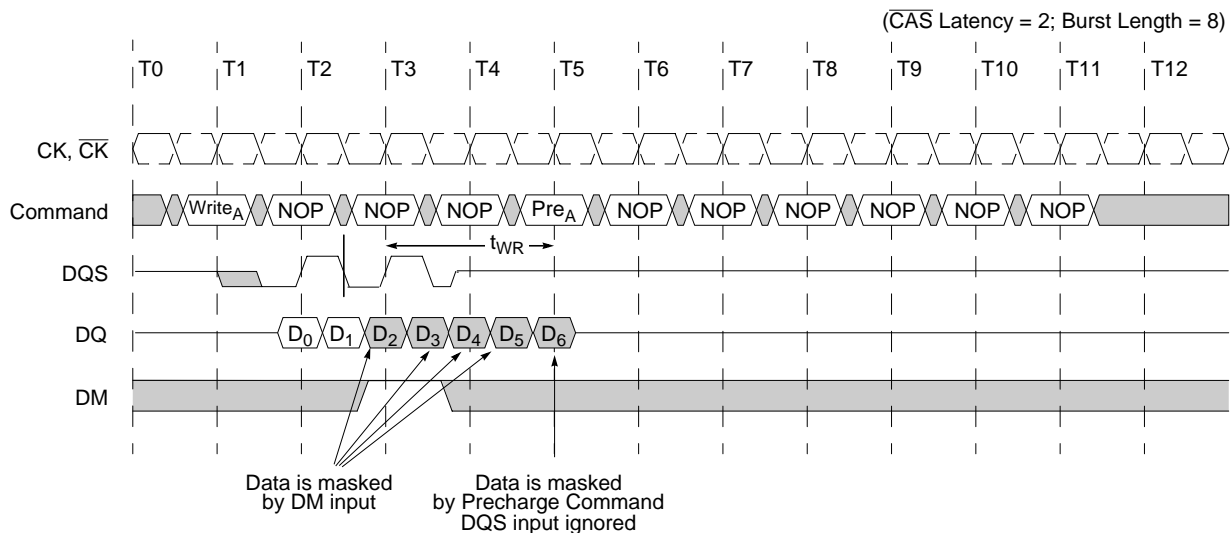 (CAS Latency = 2; Burst Length = 8)
T0 T1 T2 T3 T4 T5 T6 T7 T8 T9 T10 T11 T12
CK, CK
Command WriteA NOP NOP NOP PreA NOP NOP NOP NOP NOP NOP
tWR
DQS
DQ D0 D1 D2 D3 D4 D5 D6
DM
Data is masked
by DM input
Data is masked
by Precharge Command
DQS input ignored